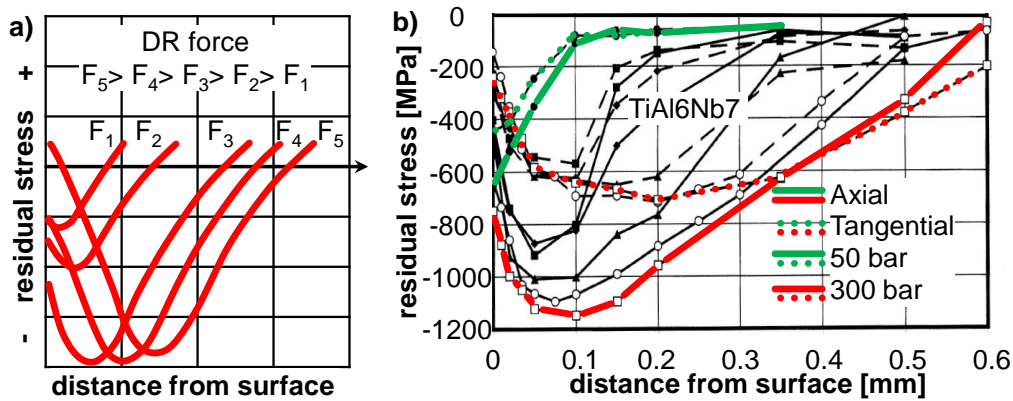 a)
DR force
F5> F4 > F3 > F2 > F1
+
-
residual stress
F1 F2 F3 F4 F5
distance from surface
b)
0
-200
-400
-600
-800
-1000
-1200
residual stress [MPa]
TiAl6Nb7
Axial
Tangential
50 bar
300 bar
0 0.1 0.2 0.3 0.4 0.5 0.6
distance from surface [mm]